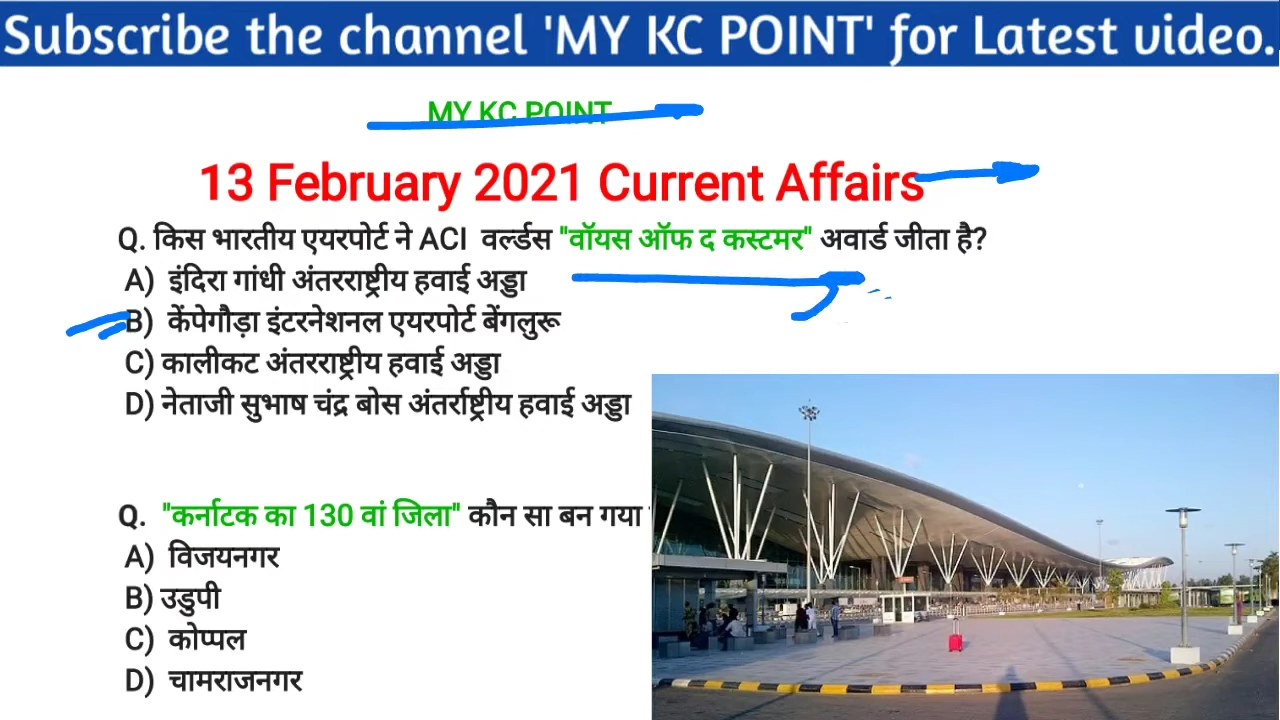 Subscribe the channel 'MY KC POINT' for Latest video.
MY KC POINT
13 February 2021 Current Affairs
Q. किस भारतीय एयरपोर्ट ने ACI वर्ल्डस "वॉयस ऑफ द कस्टमर" अवार्ड जीता है?
A) इंदिरा गांधी अंतरराष्ट्रीय हवाई अड्डा
B) केंपेगौड़ा इंटरनेशनल एयरपोर्ट बेंगलुरू
C) कालीकट अंतरराष्ट्रीय हवाई अड्डा
D) नेताजी सुभाष चंद्र बोस अंतर्राष्ट्रीय हवाई अड्डा
Q. "कर्नाटक का 130 वां जिला" कौन सा बन गया
A) विजयनगर
B) उडुपी
C) कोप्पल
D) चामराजनगर